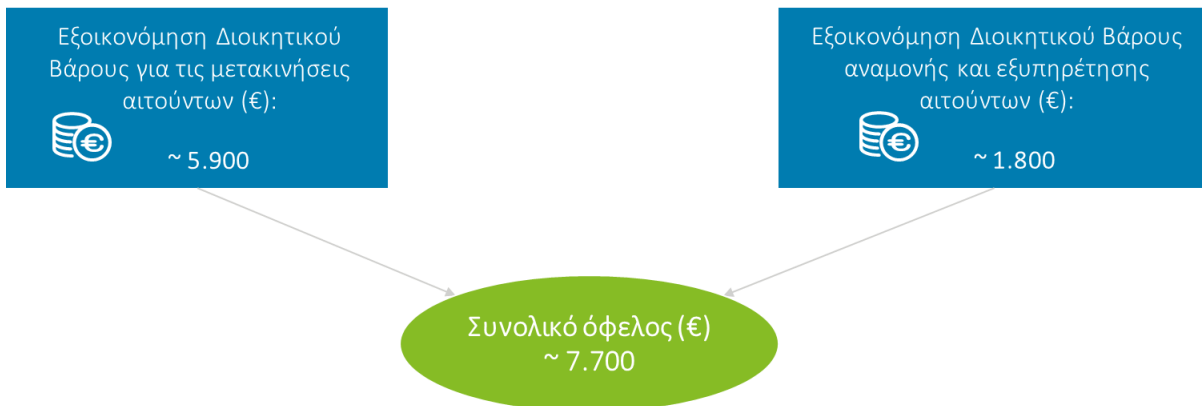 Εξοικονόμηση Διοικητικού
Βάρους για τις μετακινήσεις
αιτούντων (€):
~ 5.900
Εξοικονόμηση Διοικητικού Βάρους
αναμονής και εξυπηρέτησης
αιτούντων (€):
~ 1.800
Συνολικό όφελος (€)
~ 7.700